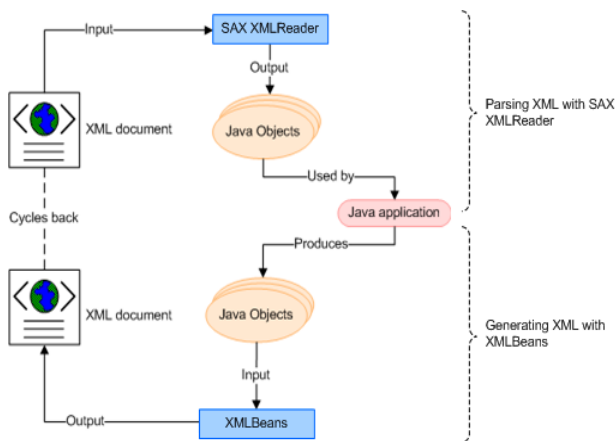 Input
SAX XMLReader
Output
XML document
Java Objects
Parsing XML with SAX
XMLReader
Used by
Java application
Cycles back
Produces
XML document
Java Objects
Generating XML with
XMLBeans
Input
Output
XMLBeans